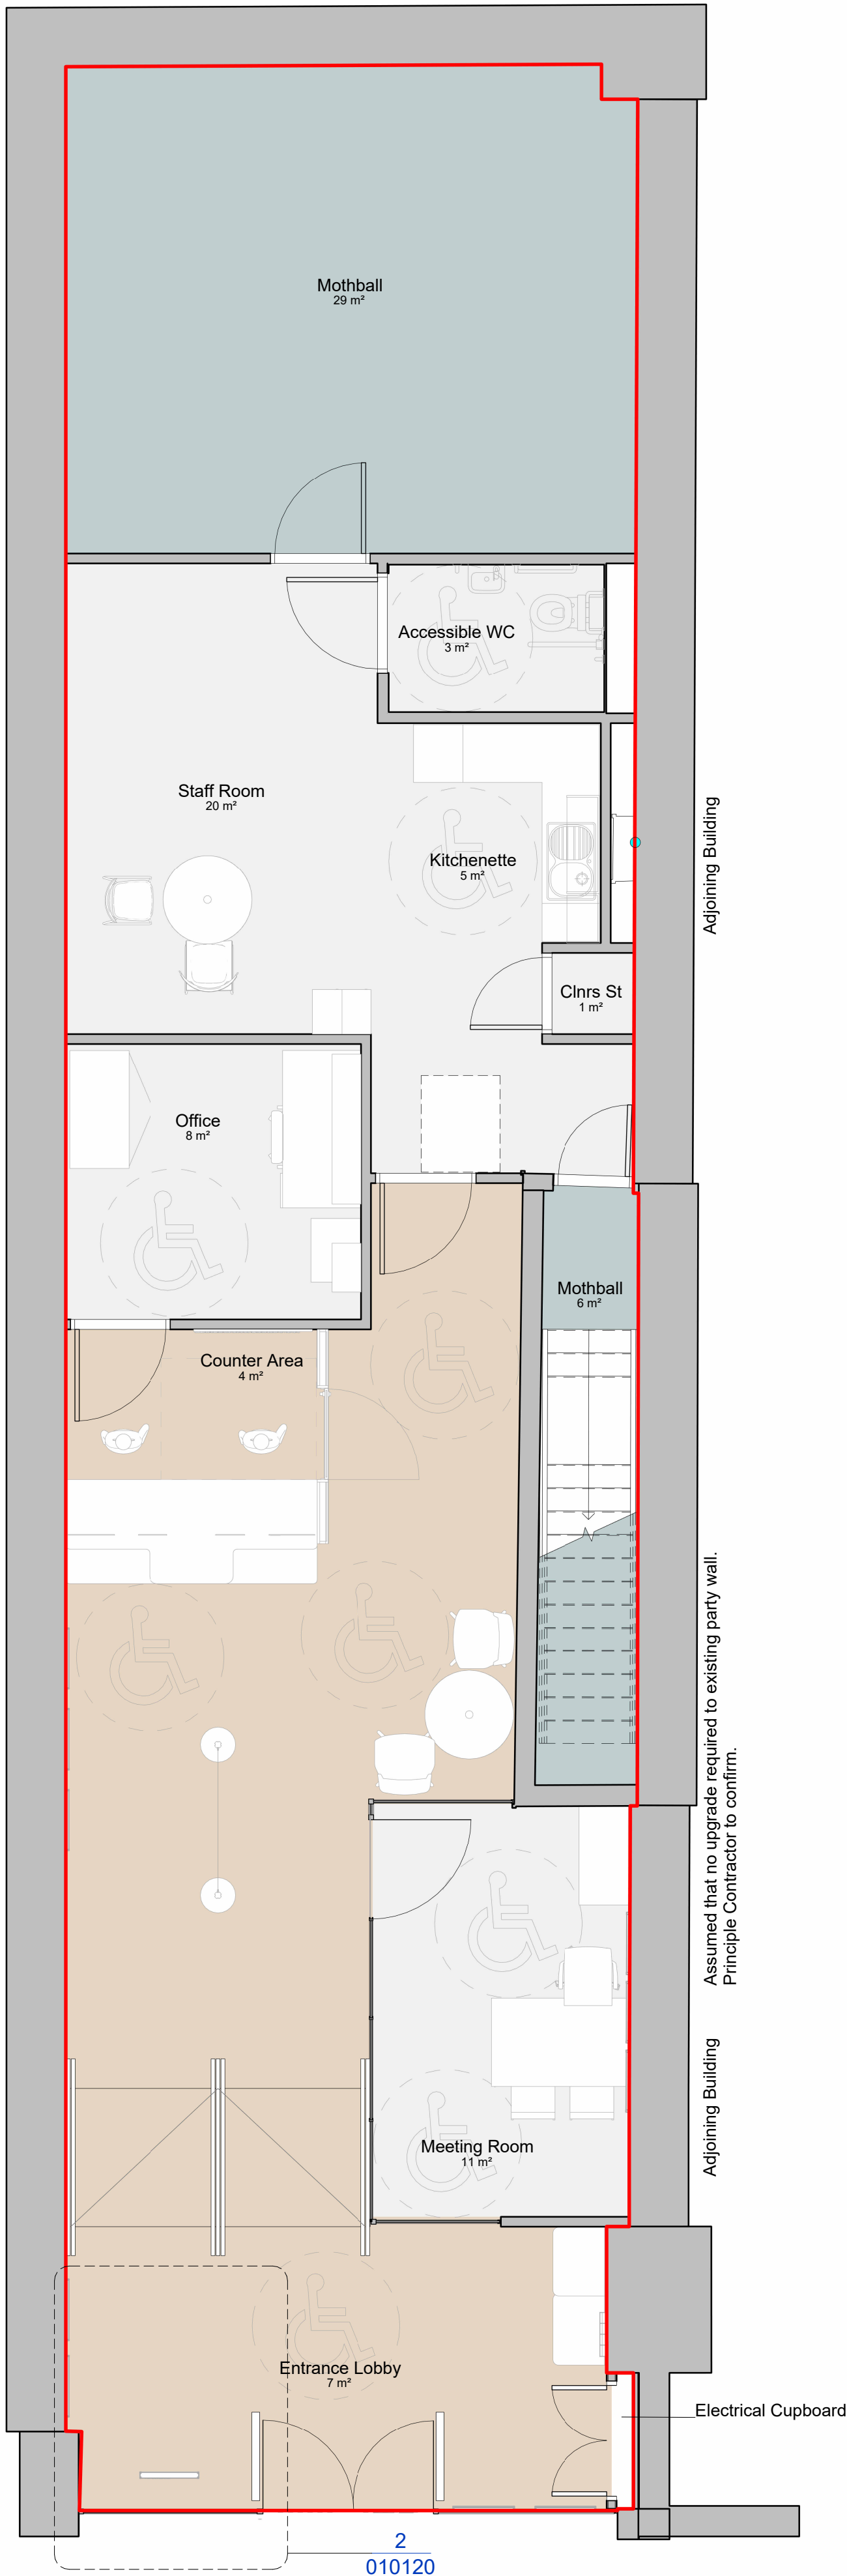 Mothball
29 m²
Accessible WC
3 m²
Staff Room
20 m²
Adjoining Building
Kitchenette
5 m²
Clnrs St
1 m²
Office
8 m²
Mothball
6 m²
Counter Area
4 m²
Assumed that no upgrade required to existing party wall.
Principle Contractor to confirm.
Adjoining Building
Meeting Room
11 m²
Entrance Lobby
7 m²
Electrical Cupboard
2
010120